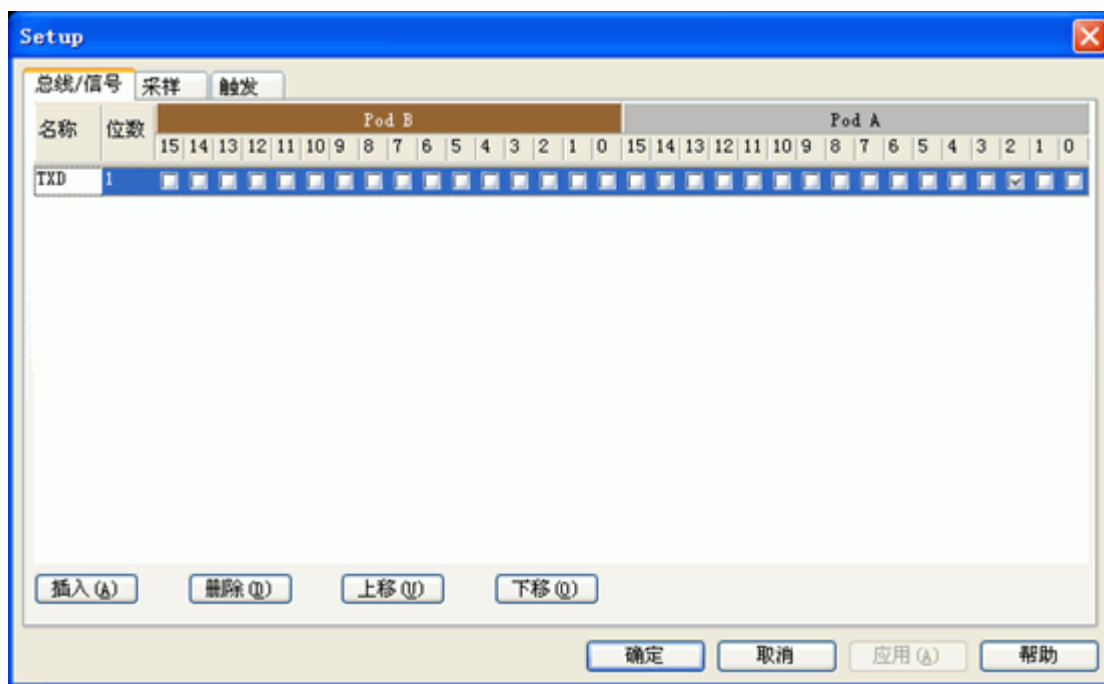 Setup
总线/信号 采样 触发
名称 位数 Pod B Pod A
15 14 13 12 11 10 9 8 7 6 5 4 3 2 1 0 15 14 13 12 11 10 9 8 7 6 5 4 3 2 1 0
TXD 1
插入(A) 删除(D) 上移(U) 下移(O)
确定 取消 应用(A) 帮助